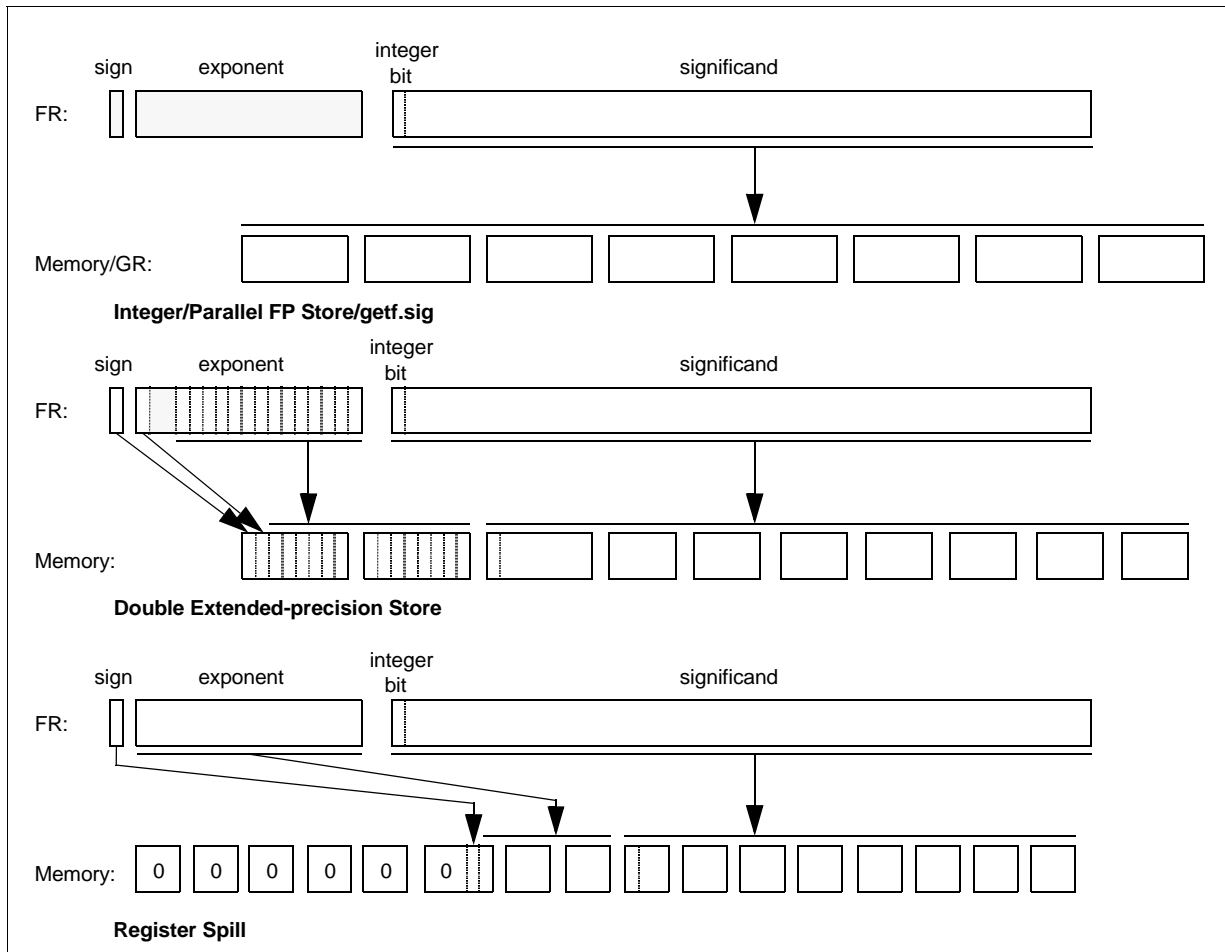 integer
sign exponent bit significand
FR:
Memory/GR:
Integer/Parallel FP Store/getf.sig
integer
sign exponent bit significand
FR:
Memory:
Double Extended-precision Store
integer
sign exponent bit significand
FR:
Memory: 0 0 0 0 0 0
Register Spill